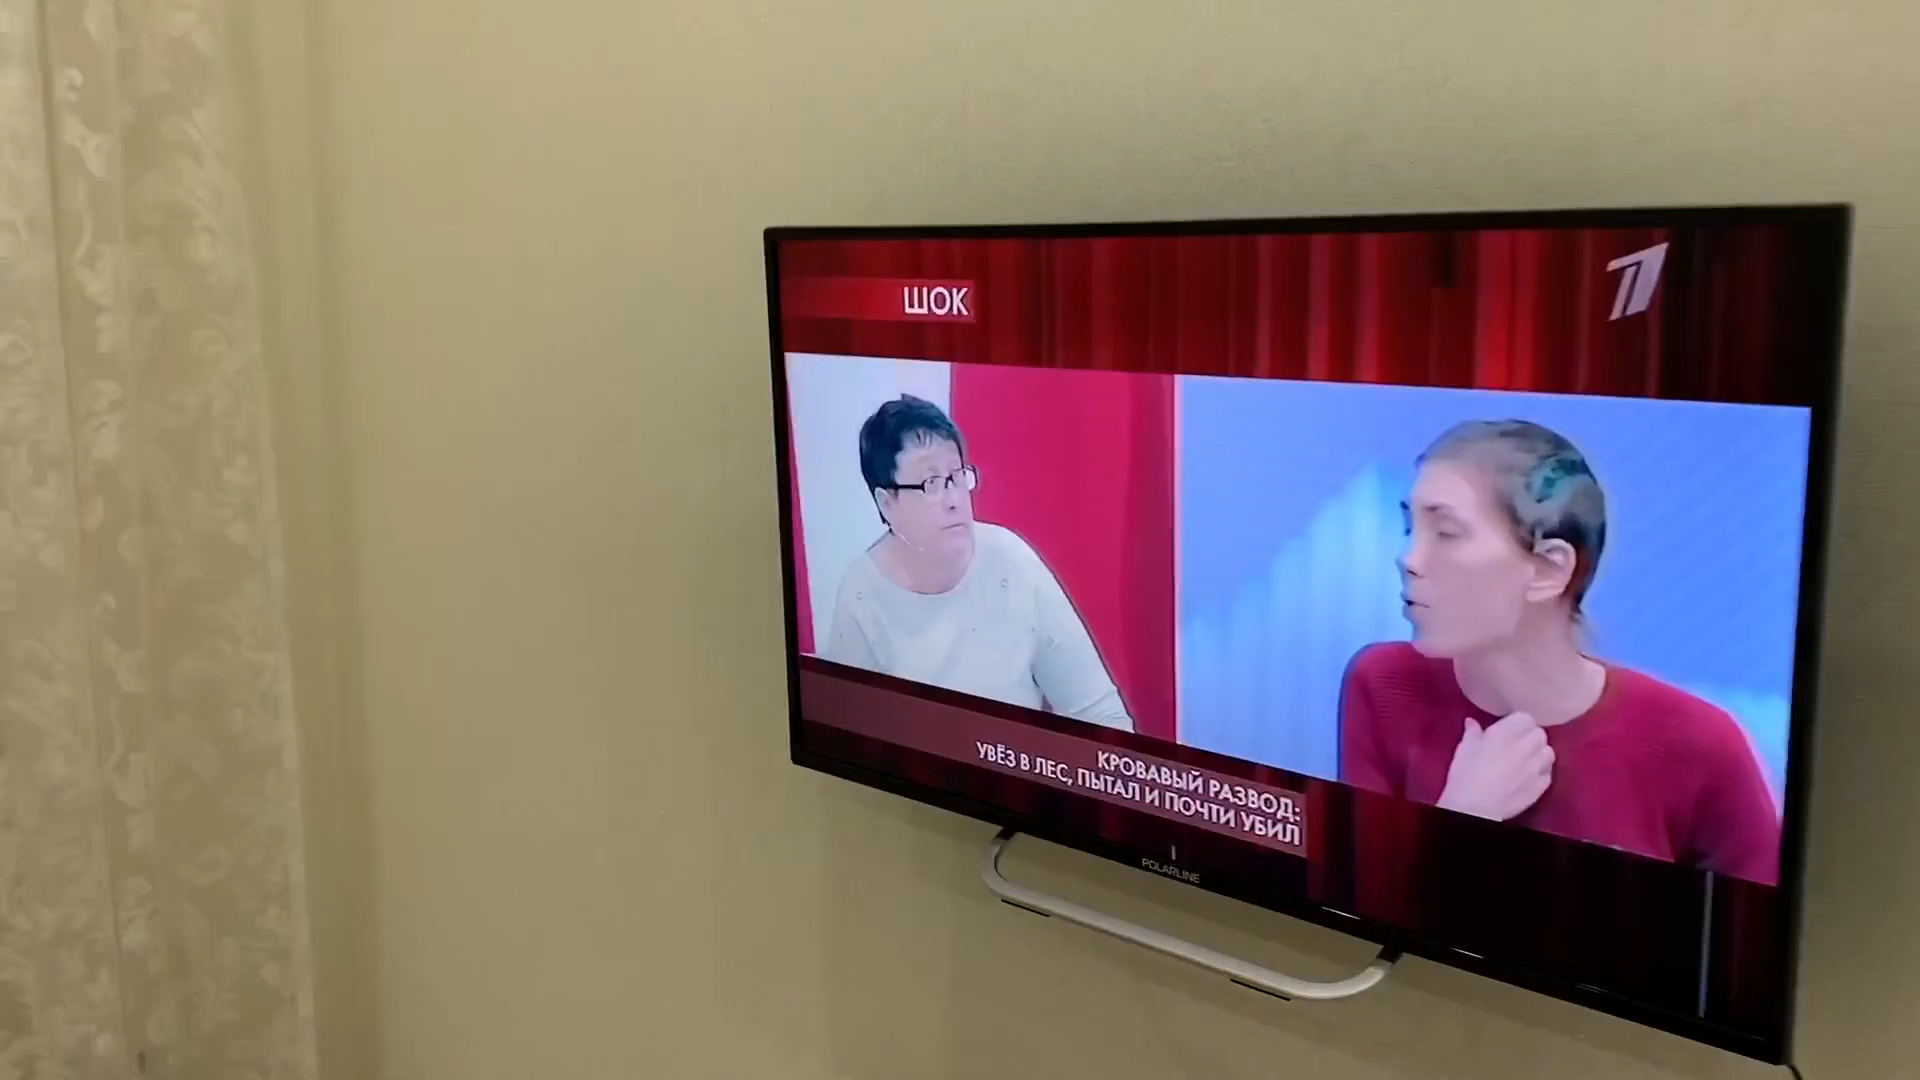 ШОК
КРОВАВЫЙ РАЗВОД:
УВЁЗ В ЛЕС, ПЫТАЛ И ПОЧТИ УБИЛ
POLARLINE